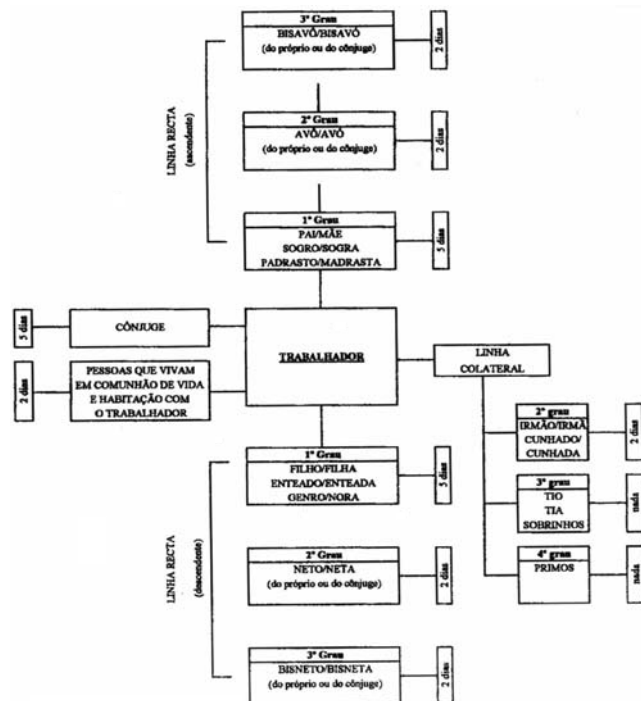 3º Grau
BISAVÔ/BISAVÓ
(do próprio ou do cônjuge)
2 dias
LINHA RECTA
(ascendente)
2º Grau
AVÔ/AVÓ
(do próprio ou do cônjuge)
2 dias
1º Grau
PAI/MÃE
SOGRO/SOGRA
PADRASTO/MADRASTA
5 dias
5 dias
CÔNJUGE
2 dias
PESSOAS QUE VIVAM
EM COMUNHÃO DE VIDA
E HABITAÇÃO COM
O TRABALHADOR
TRABALHADOR
LINHA
COLATERAL
2º grau
IRMÃO/IRMÃ
CUNHADO/
CUNHADA
2 dias
3º grau
TIO
TIA
SOBRINHOS
nada
4º grau
PRIMOS
nada
1º Grau
FILHO/FILHA
ENTEADO/ENTEADA
GENRO/NORA
5 dias
LINHA RECTA
(descendente)
2º Grau
NETO/NETA
(do próprio ou do cônjuge)
2 dias
3º Grau
BISNETO/BISNETA
(do próprio ou do cônjuge)
2 dias